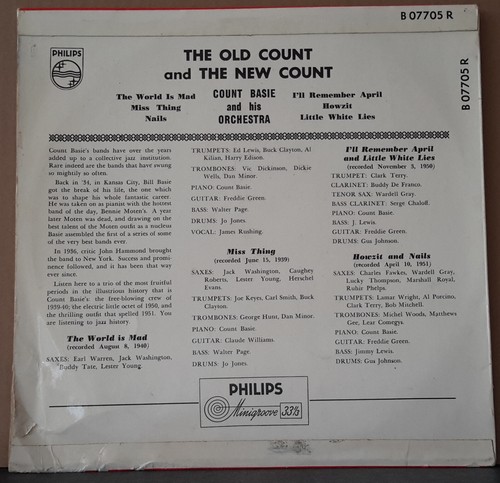 B 07705 R
B 07705 R
PHILIPS
THE OLD COUNT
and THE NEW COUNT
The World Is Mad
Miss Thing
Nails
COUNT BASIE
and his
ORCHESTRA
I'll Remember April
Howzit
Little White Lies
Count Basie's bands have over the years
added up to a collective jazz institution.
Rare indeed are the bands that have swung
so mightily so often.
Back in '34, in Kansas City, Bill Basie
got the break of his life, the one which
was to shape his whole fantastic career.
He was taken on as pianist with the hottest
band of the day, Bennie Moten's. A year
later Moten was dead, and drawing on the
best talent of the Moten outfit as a nucleus
Basie assembled the first of a series of some
of the very best bands ever.
In 1936, critic John Hammond brought
the band to New York. Success and promi-
nence followed, and it has been that way
ever since.
Listen here to a trio of the most fruitful
periods in the illustrious history that is
Count Basie's: the free-blowing crew of
1939-40; the electric little octet of 1950, and
the thrilling outfit that spelled 1951. You
are listening to jazz history.
The World is Mad
(recorded August 8, 1940)
SAXES: Earl Warren, Jack Washington,
Buddy Tate, Lester Young.
TRUMPETS: Ed Lewis, Buck Clayton, Al
Kilian, Harry Edison.
TROMBONES: Vic Dickinson, Dickie
Wells, Dan Minor.
PIANO: Count Basie.
GUITAR: Freddie Green.
BASS: Walter Page.
DRUMS: Jo Jones.
VOCAL: James Rushing.
Miss Thing
(recorded June 15, 1939)
SAXES: Jack Washington, Caughey
Roberts, Lester Young, Herschel
Evans.
TRUMPETS: Joe Keyes, Carl Smith, Buck
Clayton.
TROMBONES: George Hunt, Dan Minor.
PIANO: Count Basie.
GUITAR: Claude Williams.
BASS: Walter Page.
DRUMS: Jo Jones.
I'll Remember April
and Little White Lies
(recorded November 3, 1950)
TRUMPET: Clark Terry.
CLARINET: Buddy De Franco.
TENOR SAX: Wardell Gray.
BASS CLARINET: Serge Chaloff.
PIANO: Count Basie.
BASS: J. Lewis.
GUITAR: Freddie Green.
DRUMS: Gus Johnson.
Howzit and Nails
(recorded April 10, 1951)
SAXES: Charles Fawkes, Wardell Gray,
Lucky Thompson, Marshall Royal,
Ruhir Phelps.
TRUMPETS: Lamar Wright, Al Porcino,
Clark Terry, Bob Mitchell.
TROMBONES: Michel Woods, Matthews
Gee, Lear Comegys.
PIANO: Count Basie.
GUITAR: Freddie Green.
BASS: Jimmy Lewis.
DRUMS: Gus Johnson.
PHILIPS
Minigroove 33⅓